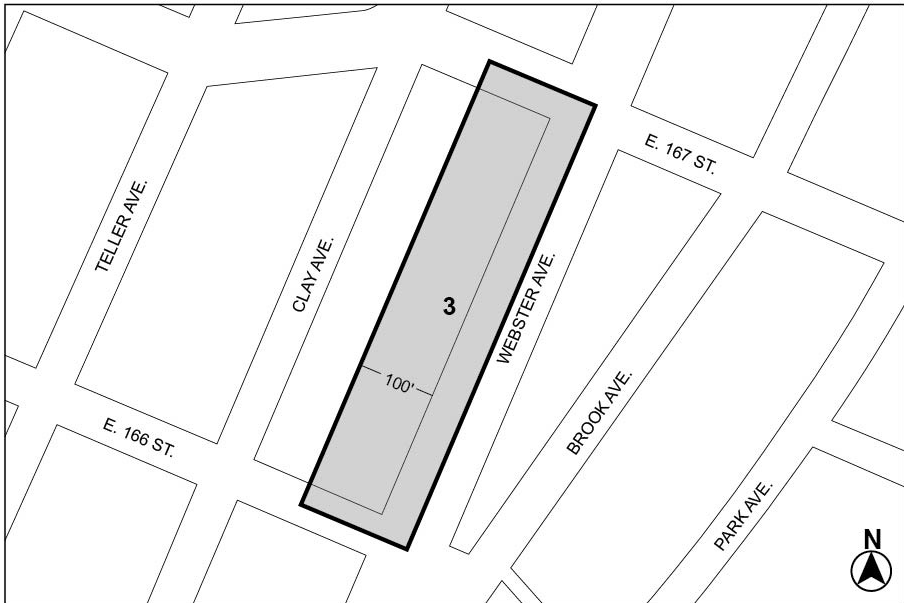 E. 167 ST.
TELLER AVE.
CLAY AVE.
WEBSTER AVE.
3
100'
BROOK AVE.
E. 166 ST.
PARK AVE.
N